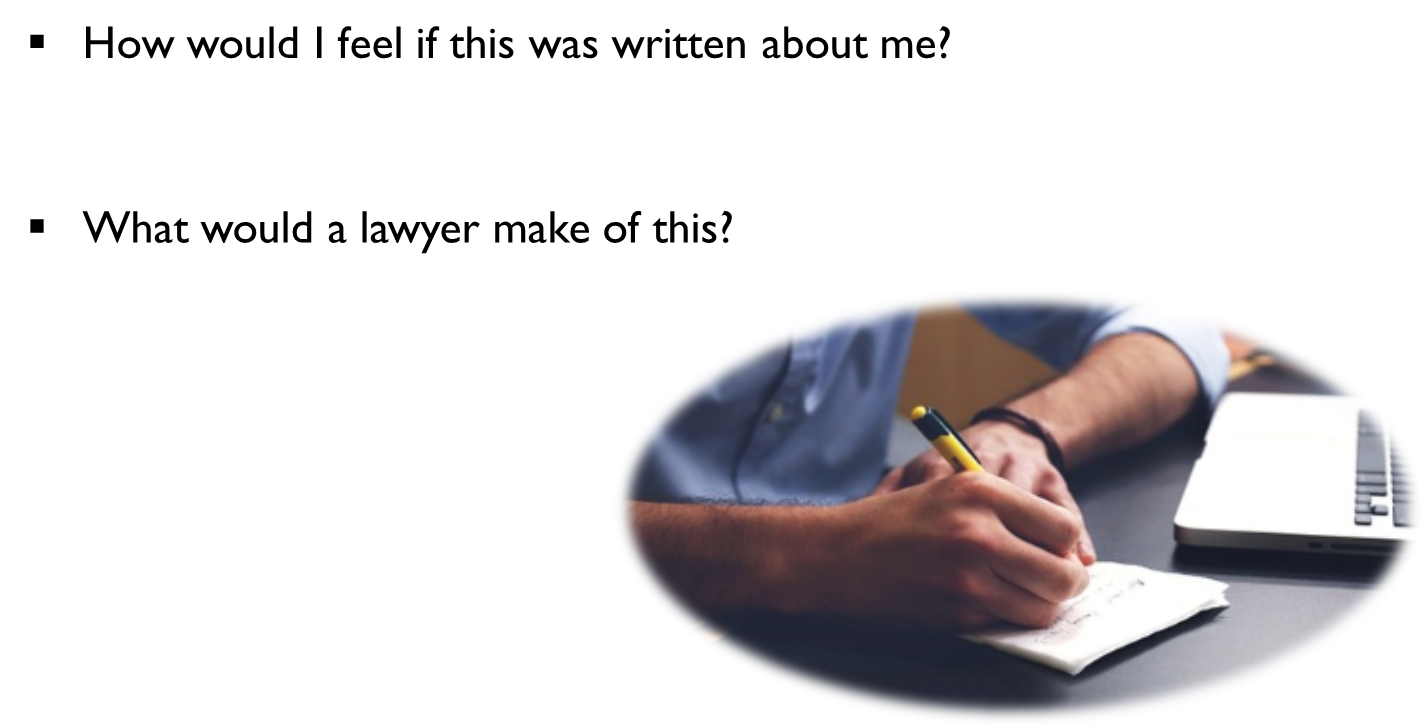 ▪ How would I feel if this was written about me?
▪ What would a lawyer make of this?